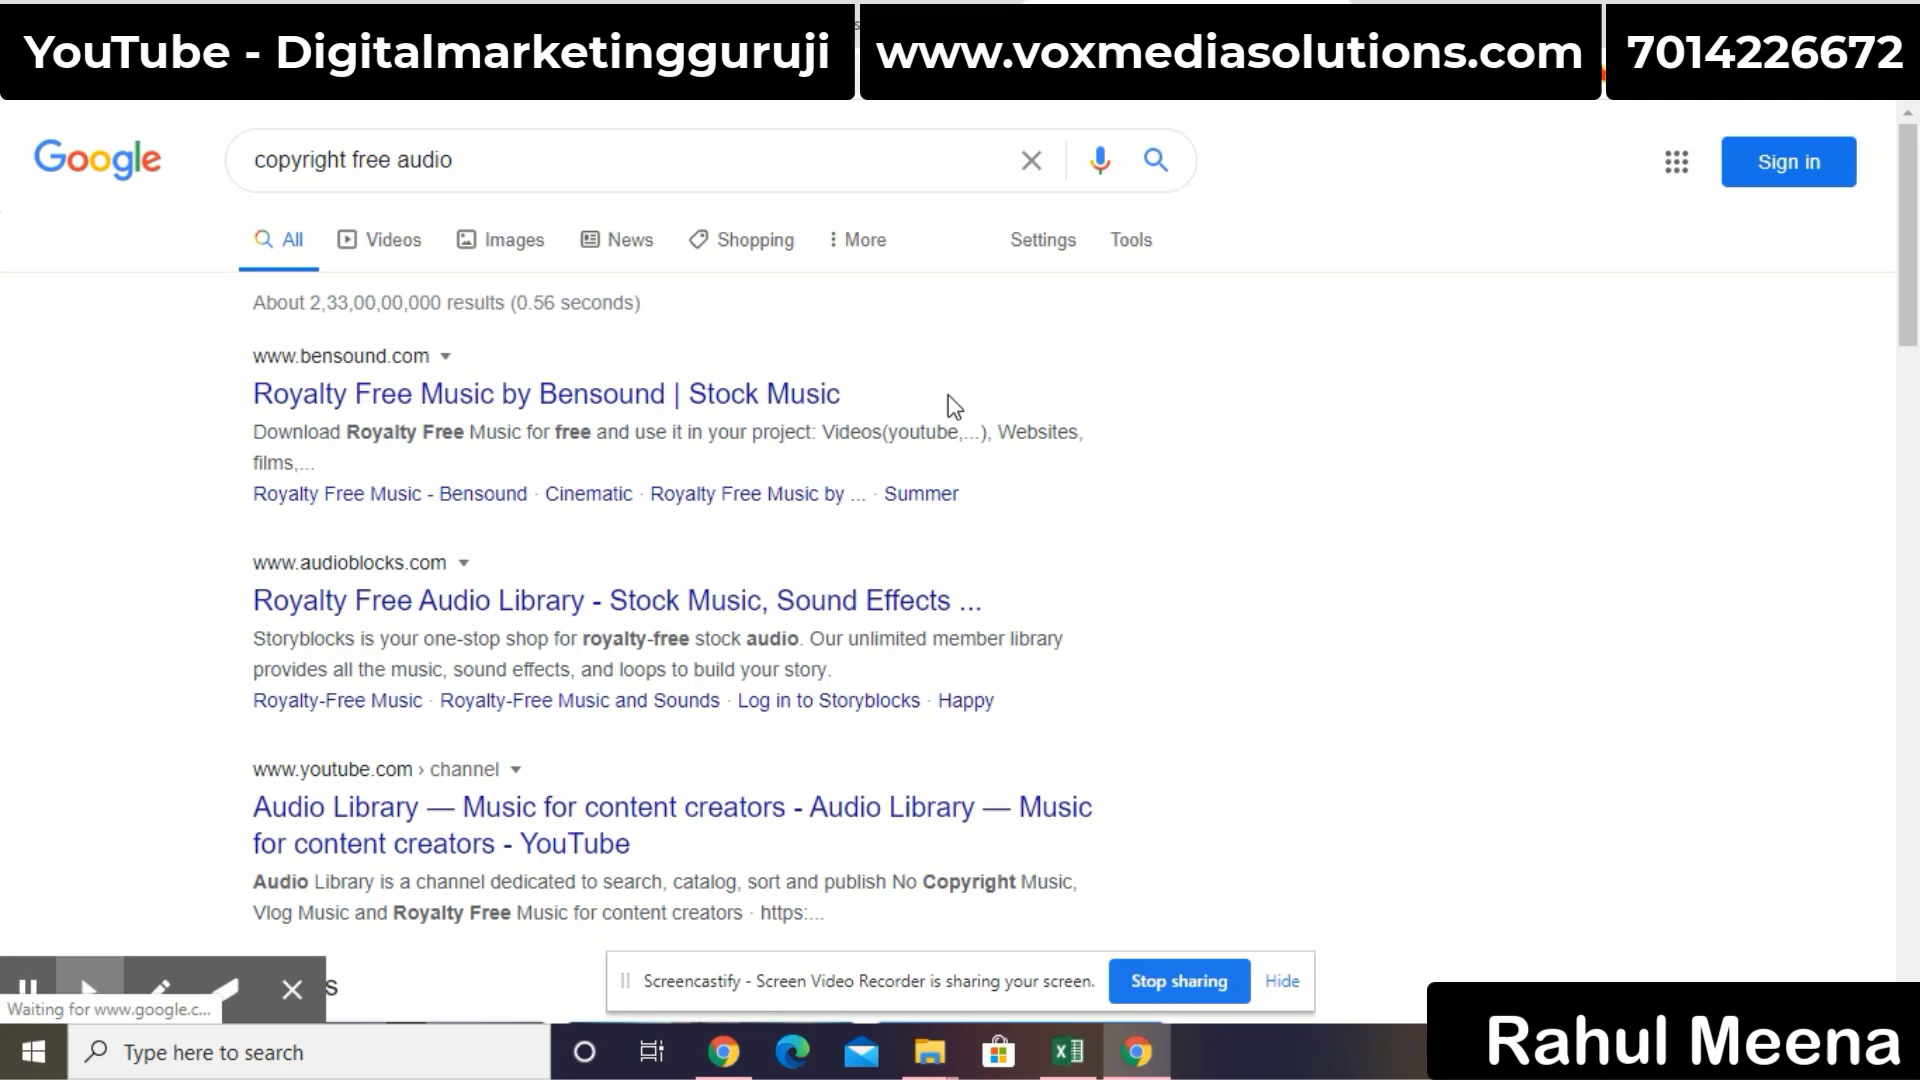 YouTube - Digitalmarketingguruji
www.voxmediasolutions.com
7014226672
Google
copyright free audio
Sign in
All
Videos
Images
News
Shopping
More
Settings
Tools
About 2,33,00,00,000 results (0.56 seconds)
www.bensound.com
Royalty Free Music by Bensound | Stock Music
Download Royalty Free Music for free and use it in your project: Videos(youtube,...), Websites,
films,...
Royalty Free Music - Bensound · Cinematic · Royalty Free Music by ... · Summer
www.audioblocks.com
Royalty Free Audio Library - Stock Music, Sound Effects ...
Storyblocks is your one-stop shop for royalty-free stock audio. Our unlimited member library
provides all the music, sound effects, and loops to build your story.
Royalty-Free Music · Royalty-Free Music and Sounds · Log in to Storyblocks · Happy
www.youtube.com › channel
Audio Library — Music for content creators - Audio Library — Music
for content creators - YouTube
Audio Library is a channel dedicated to search, catalog, sort and publish No Copyright Music,
Vlog Music and Royalty Free Music for content creators · https:...
Screencastify - Screen Video Recorder is sharing your screen.
Stop sharing
Hide
Waiting for www.google.c...
Type here to search
Rahul Meena